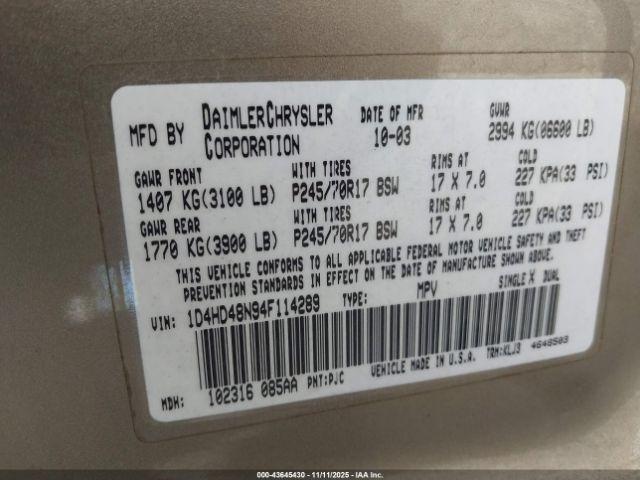 MFD BY DAIMLERCHRYSLER CORPORATION DATE OF MFR 10-03 GVWR 2994 KG(06600 LB)
GAWR FRONT WITH TIRES RIMS AT COLD
1407 KG(3100 LB) P245/70R17 BSW 17 X 7.0 227 KPA(33 PSI)
GAWR REAR WITH TIRES RIMS AT COLD
1770 KG(3900 LB) P245/70R17 BSW 17 X 7.0 227 KPA(33 PSI)
THIS VEHICLE CONFORMS TO ALL APPLICABLE FEDERAL MOTOR VEHICLE SAFETY AND THEFT
PREVENTION STANDARDS IN EFFECT ON THE DATE OF MANUFACTURE SHOWN ABOVE.
VIN: 1D4HD48N94F114289 TYPE: MPV SINGLE X DUAL
MDH: 102316 085AA PNT:PJC VEHICLE MADE IN U.S.A. TRM:KLJ3 4648503
000-43645430 - 11/11/2025 - IAA Inc.